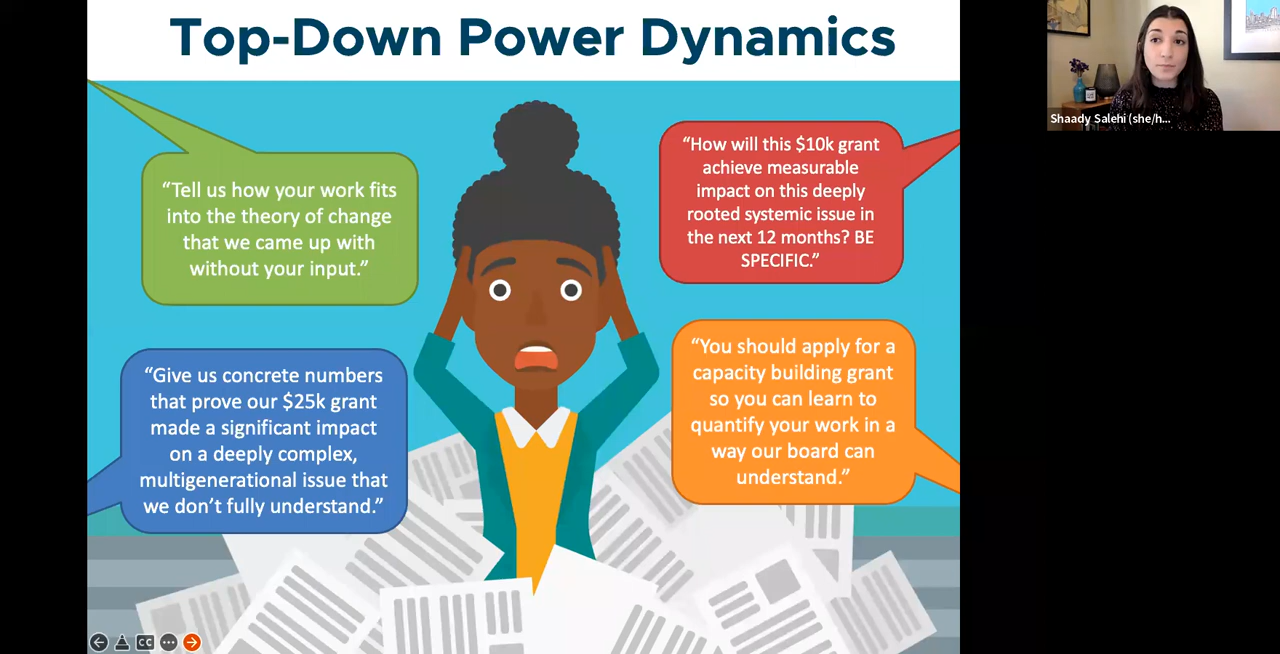 Top-Down Power Dynamics
“Tell us how your work fits
into the theory of change
that we came up with
without your input.”
“How will this $10k grant
achieve measurable
impact on this deeply
rooted systemic issue in
the next 12 months? BE
SPECIFIC.”
“Give us concrete numbers
that prove our $25k grant
made a significant impact
on a deeply complex,
multigenerational issue that
we don’t fully understand.”
“You should apply for a
capacity building grant
so you can learn to
quantify your work in a
way our board can
understand.”
CC
Shaady Salehi (she/h...